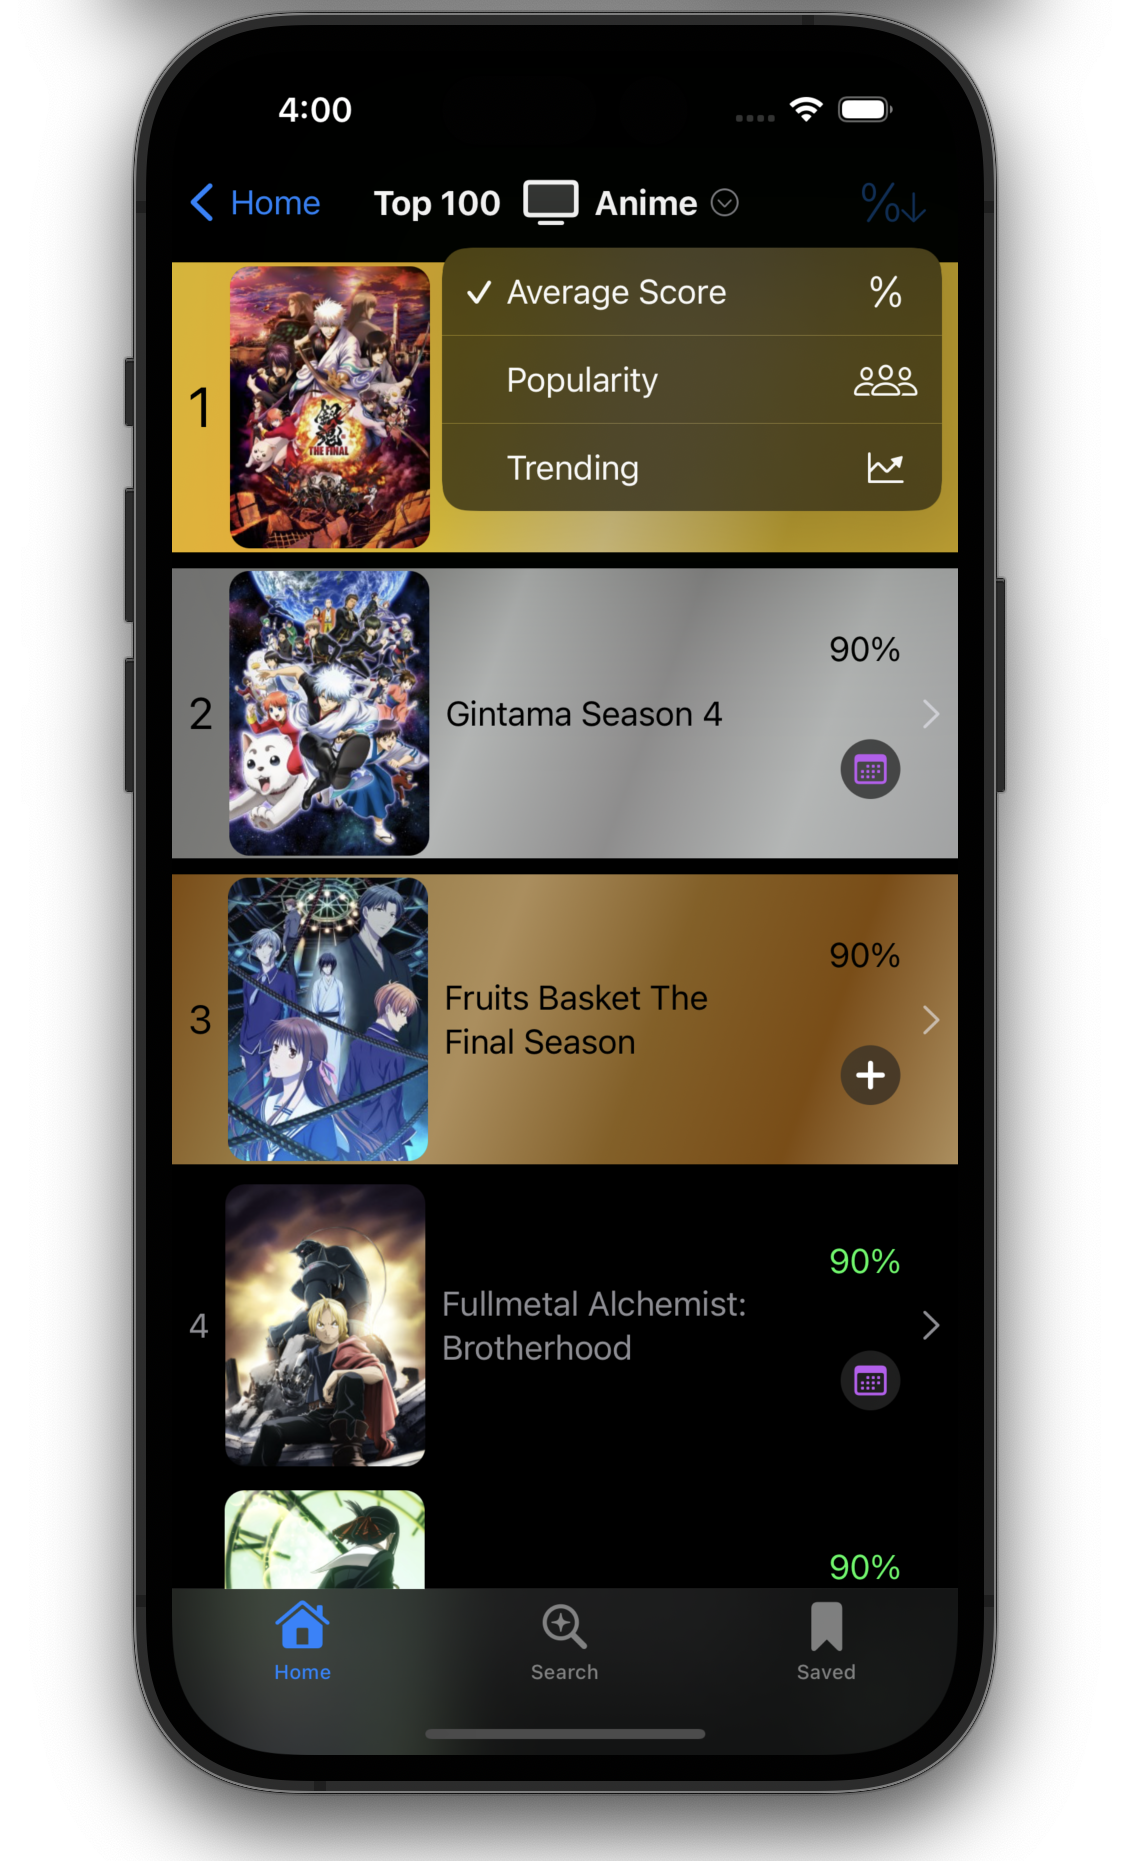 4:00
Home Top 100 Anime %
Average Score %
Popularity
Trending
1
THE FINAL
90%
2 Gintama Season 4
90%
3 Fruits Basket The
Final Season
90%
4 Fullmetal Alchemist:
Brotherhood
90%
Home Search Saved